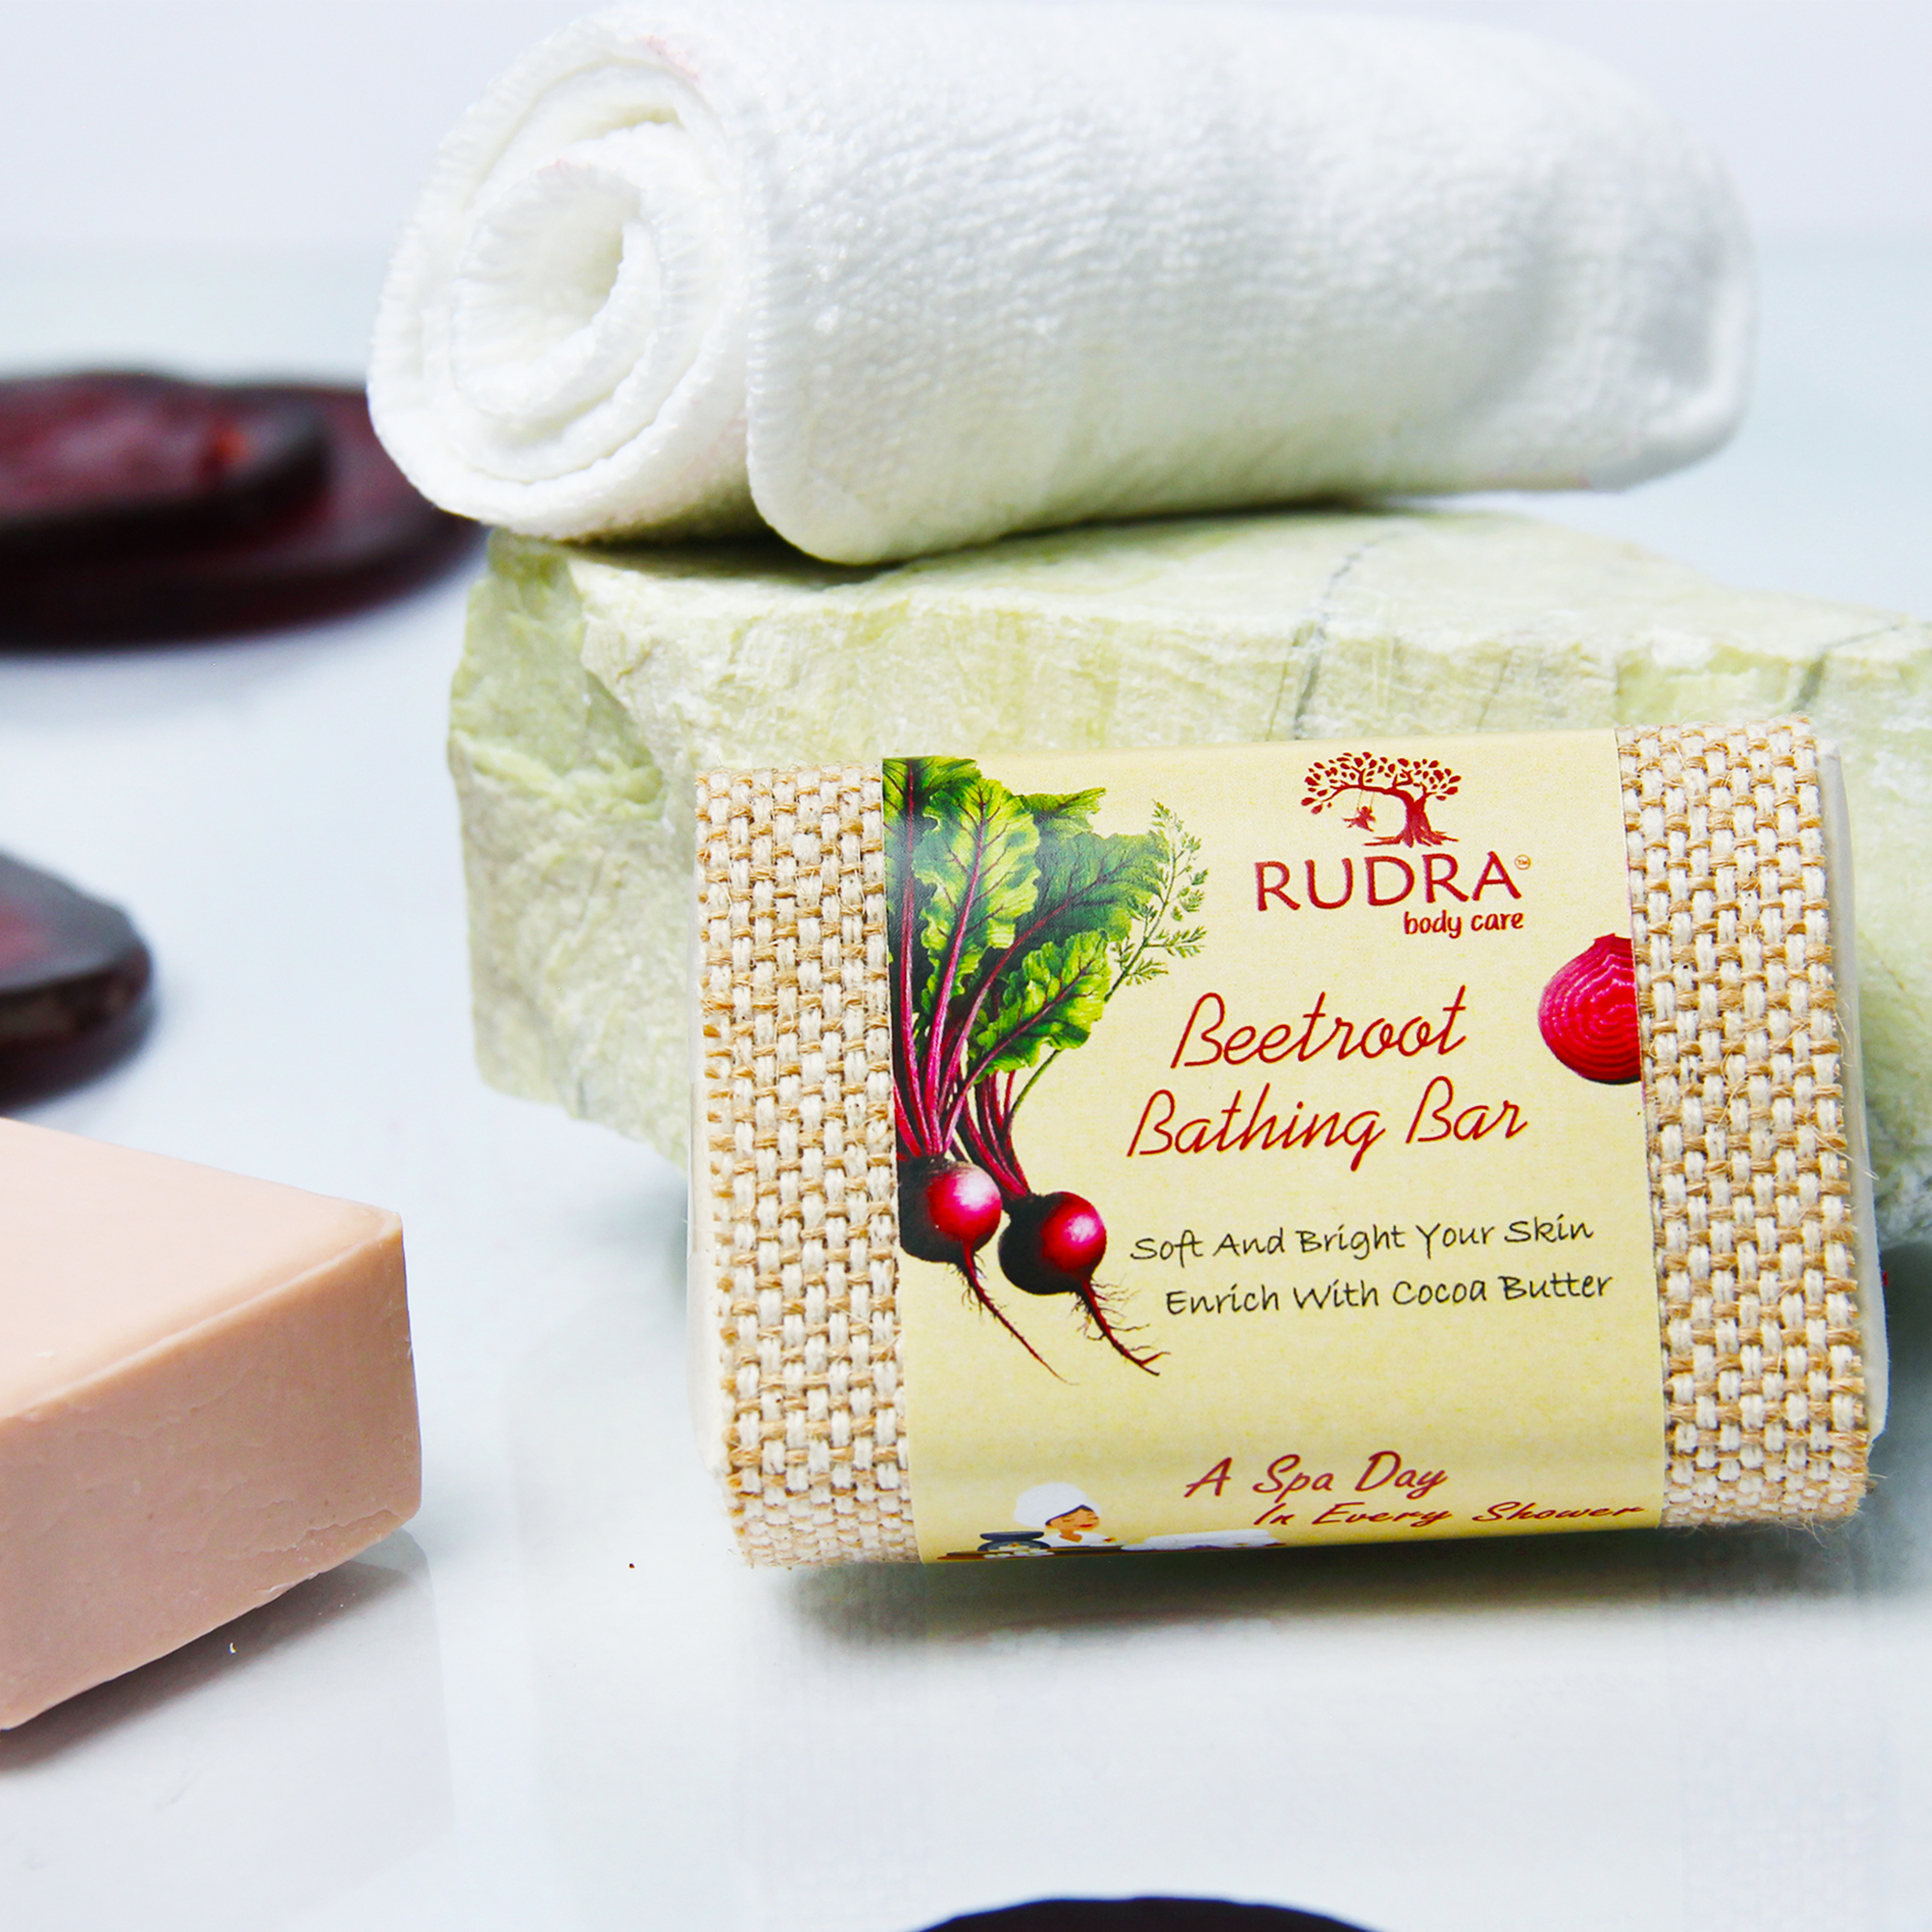 RUDRA™
body care
Beetroot
Bathing Bar
Soft And Bright Your Skin
Enrich With Cocoa Butter
A Spa Day
In Every Shower